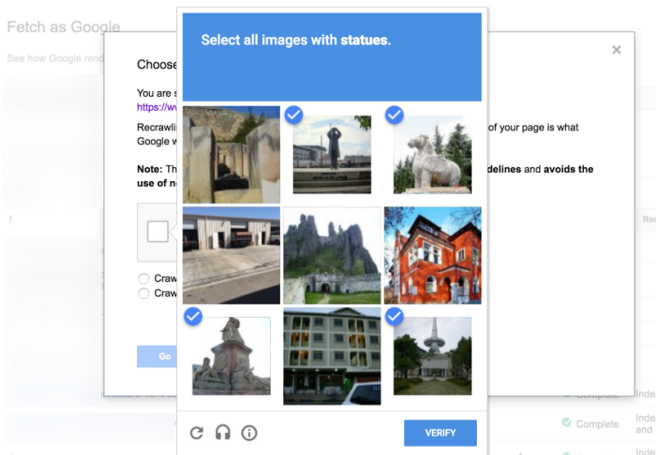 Fetch as Google
See how Google rend
Select all images with statues.
Choose
You are s
https://w
Recrawli
of your page is what
Google w
Note: Th
delines and avoids the
use of n
/
Rec
Craw
Craw
Go
VERIFY
Complete
Inde
Complete
Inde
and
Inde